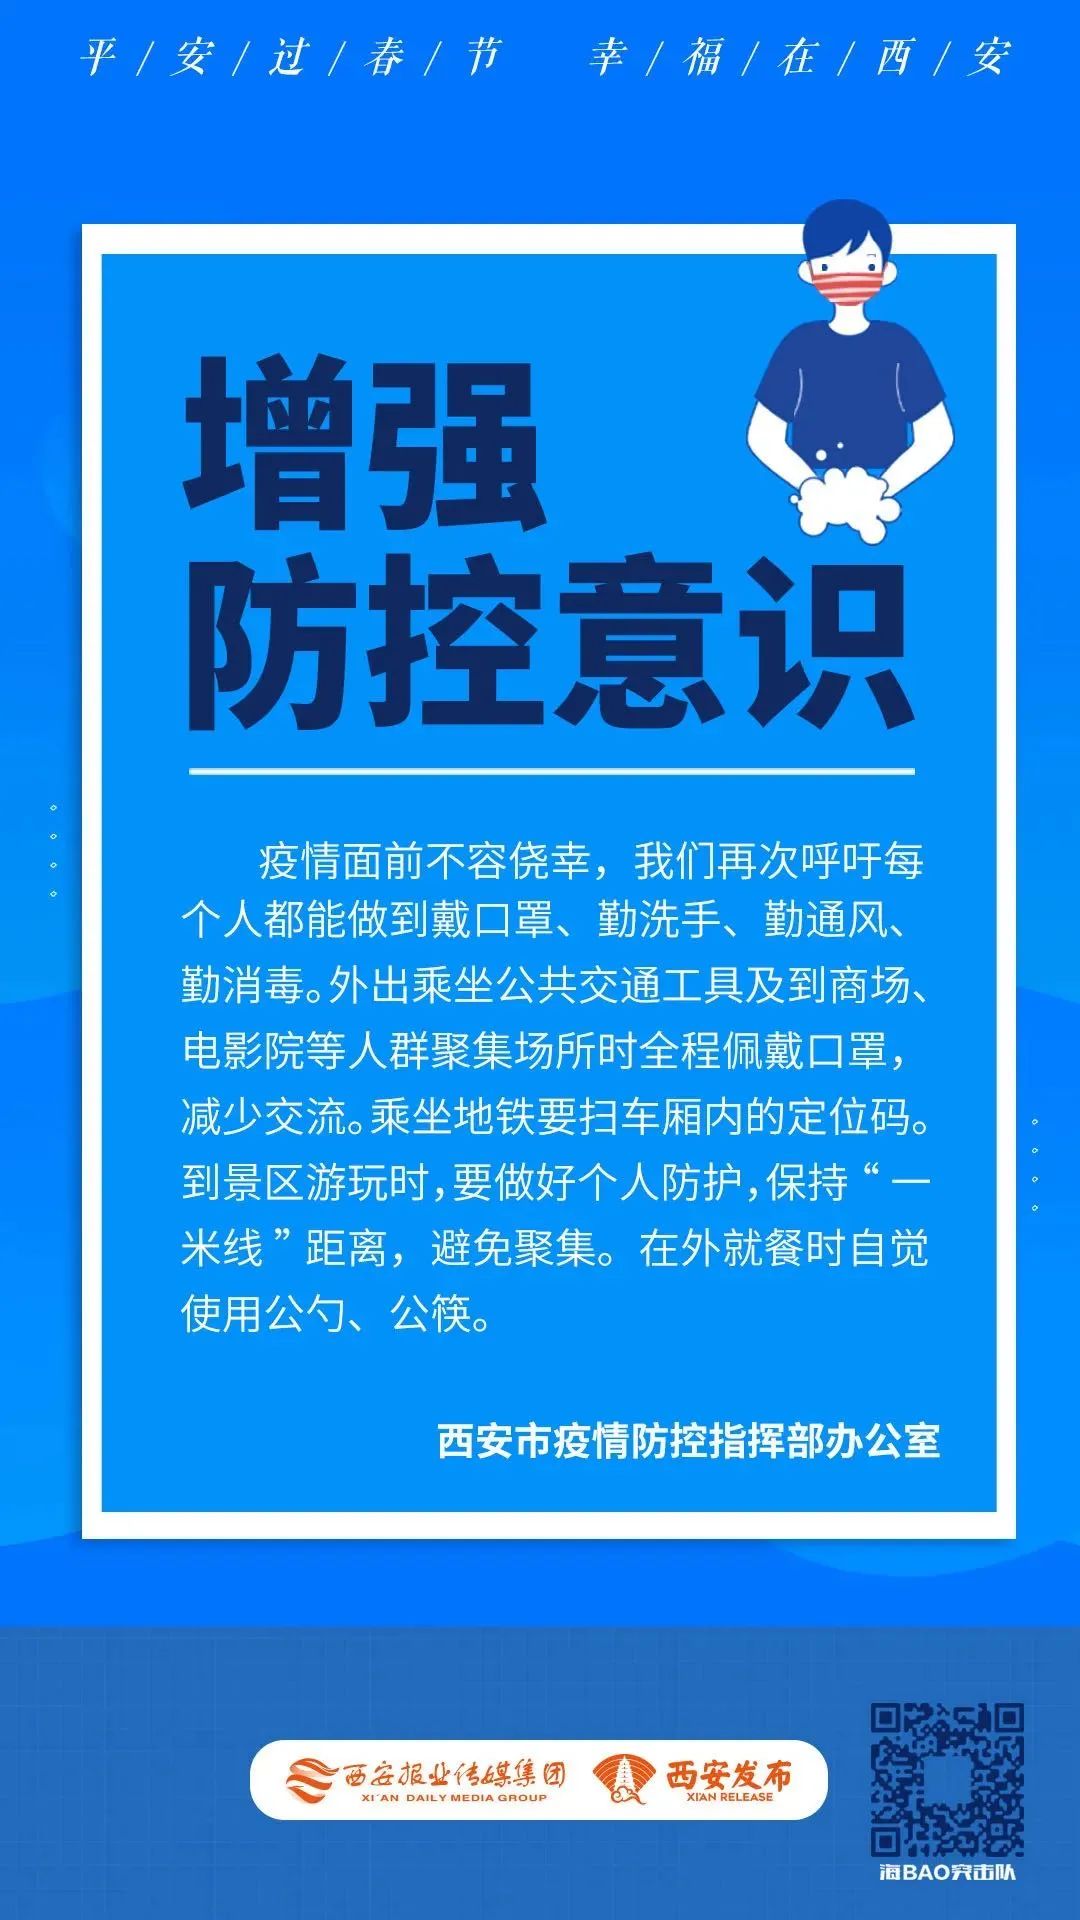 平/安/过/春/节 幸/福/在/西/安
增强
防控意识
疫情面前不容侥幸，我们再次呼吁每
个人都能做到戴口罩、勤洗手、勤通风、
勤消毒。外出乘坐公共交通工具及到商场、
电影院等人群聚集场所时全程佩戴口罩，
减少交流。乘坐地铁要扫车厢内的定位码。
到景区游玩时，要做好个人防护，保持“一
米线”距离，避免聚集。在外就餐时自觉
使用公勺、公筷。
西安市疫情防控指挥部办公室
西安报业传媒集团
XI'AN DAILY MEDIA GROUP
西安发布
XI'AN RELEASE
海BAO突击队